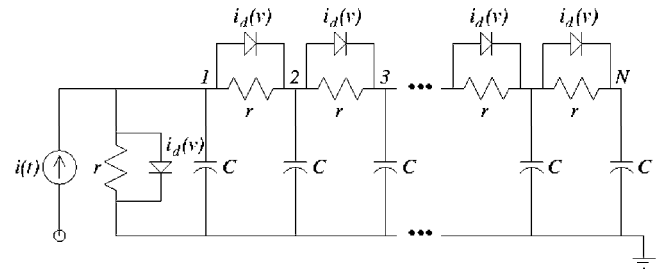 i_d(v) i_d(v) i_d(v) i_d(v)
1 2 3 ••• N
r r r r
i(t) r i_d(v) C C C C C
•••